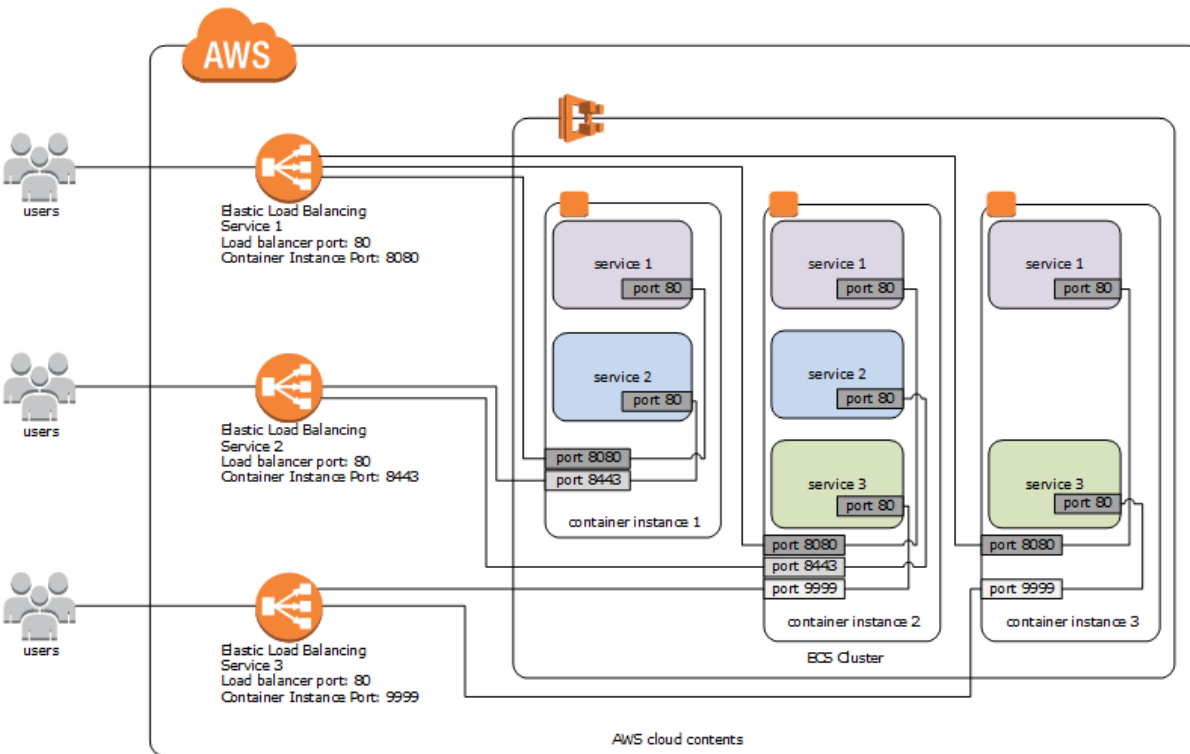 AWS
users
Elastic Load Balancing
Service 1
Load balancer port: 80
Container Instance Port: 8080
users
Elastic Load Balancing
Service 2
Load balancer port: 80
Container Instance Port: 8443
users
Elastic Load Balancing
Service 3
Load balancer port: 80
Container Instance Port: 9999
service 1
port 80
service 2
port 80
port 8080
port 8443
container instance 1
service 1
port 80
service 2
port 80
service 3
port 80
port 8080
port 8443
port 9999
container instance 2
service 1
port 80
service 3
port 80
port 8080
port 9999
container instance 3
ECS Cluster
AWS cloud contents